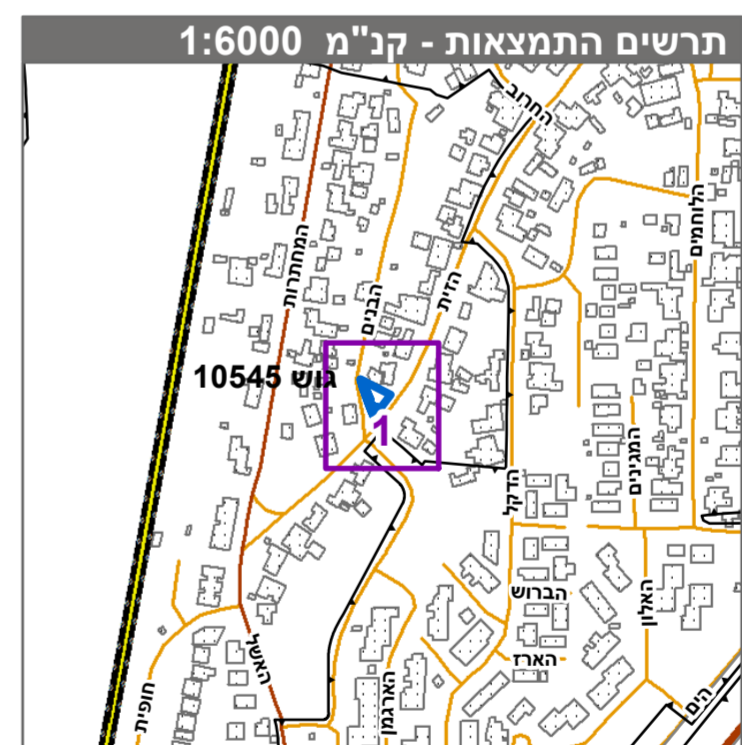 תרשים התמצאות - קנ"מ 1:6000
החרוב
הלוחמים
המחתרות
הזית
הבנים
גוש 10545
1
המגינים
הדקל
הברוש
האלון
הארז
האשל
חופית
הארגמן
הים